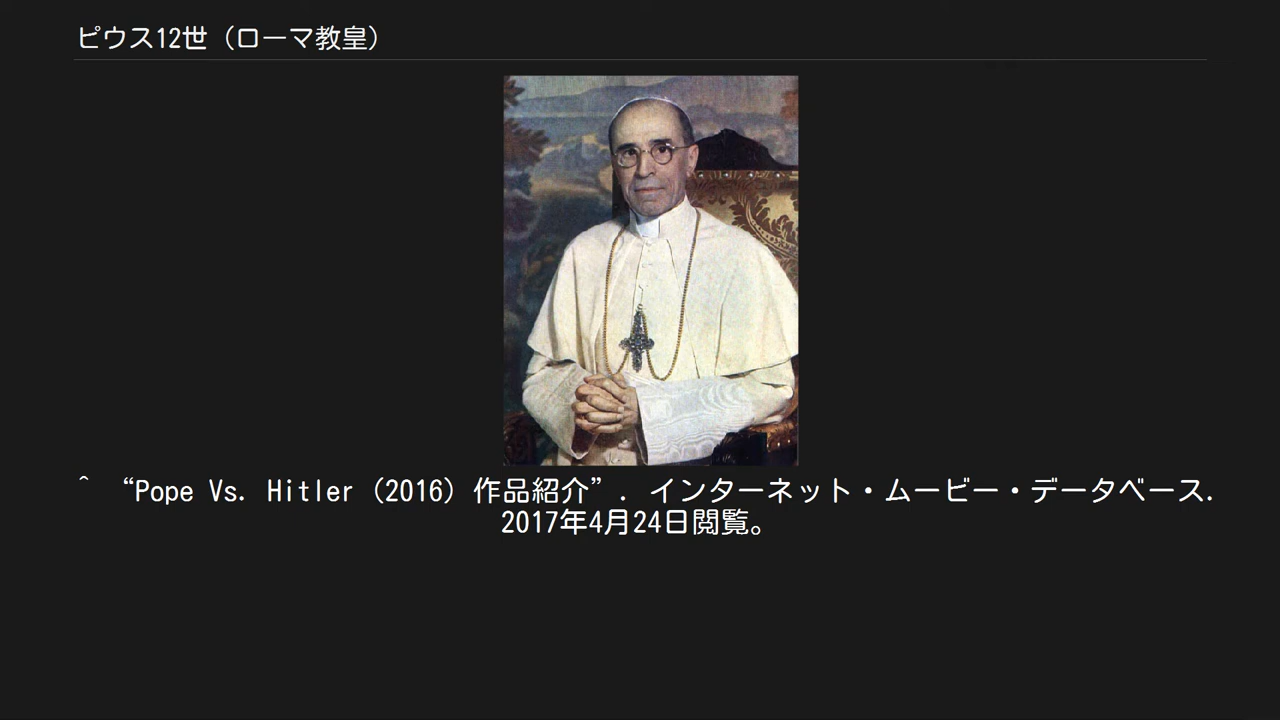 ピウス12世（ローマ教皇）
^ “Pope Vs. Hitler（2016）作品紹介”. インターネット・ムービー・データベース.
2017年4月24日閲覧。